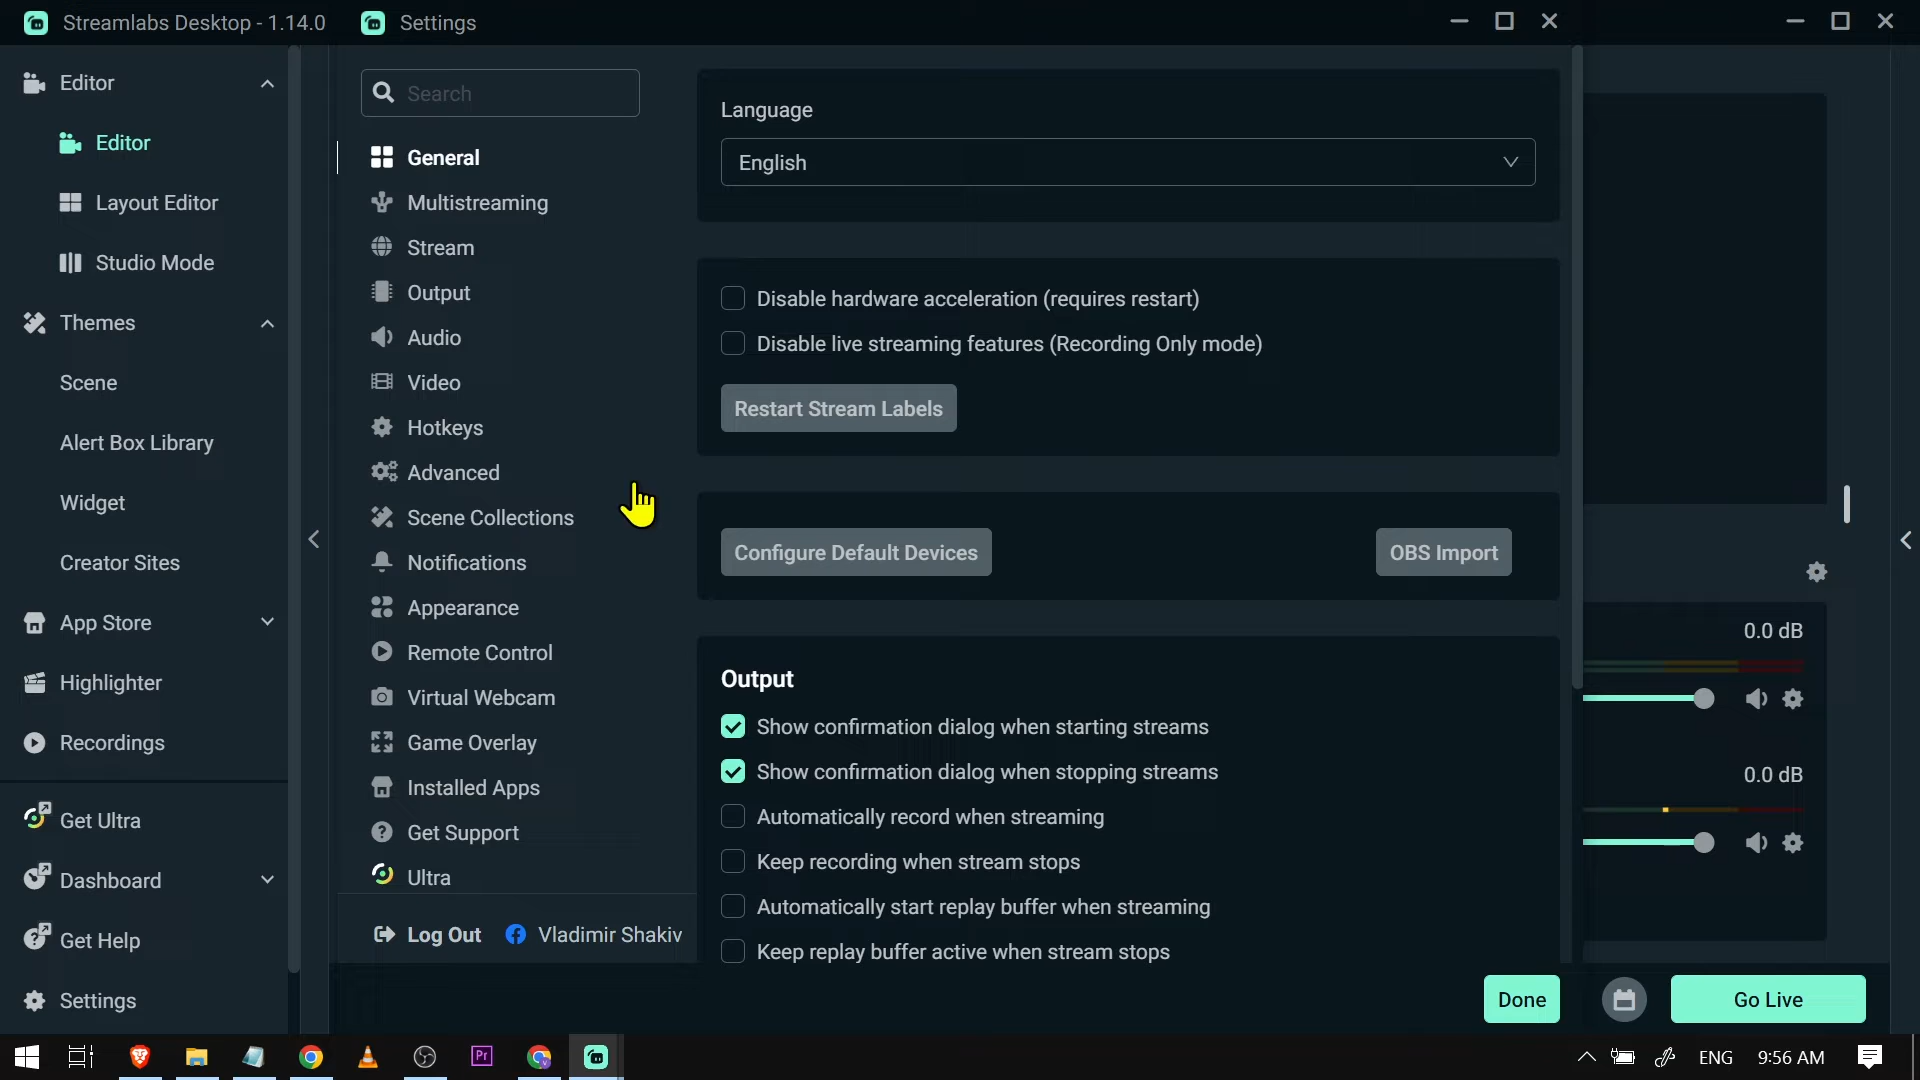 Streamlabs Desktop - 1.14.0
Settings
Editor
Editor
Layout Editor
Studio Mode
Themes
Scene
Alert Box Library
Widget
Creator Sites
App Store
Highlighter
Recordings
Get Ultra
Dashboard
Get Help
Settings
Search
General
Multistreaming
Stream
Output
Audio
Video
Hotkeys
Advanced
Scene Collections
Notifications
Appearance
Remote Control
Virtual Webcam
Game Overlay
Installed Apps
Get Support
Ultra
Log Out
Vladimir Shakiv
Language
English
Disable hardware acceleration (requires restart)
Disable live streaming features (Recording Only mode)
Restart Stream Labels
Configure Default Devices
OBS Import
Output
Show confirmation dialog when starting streams
Show confirmation dialog when stopping streams
Automatically record when streaming
Keep recording when stream stops
Automatically start replay buffer when streaming
Keep replay buffer active when stream stops
Done
0.0 dB
0.0 dB
Go Live
Pr
ENG
9:56 AM